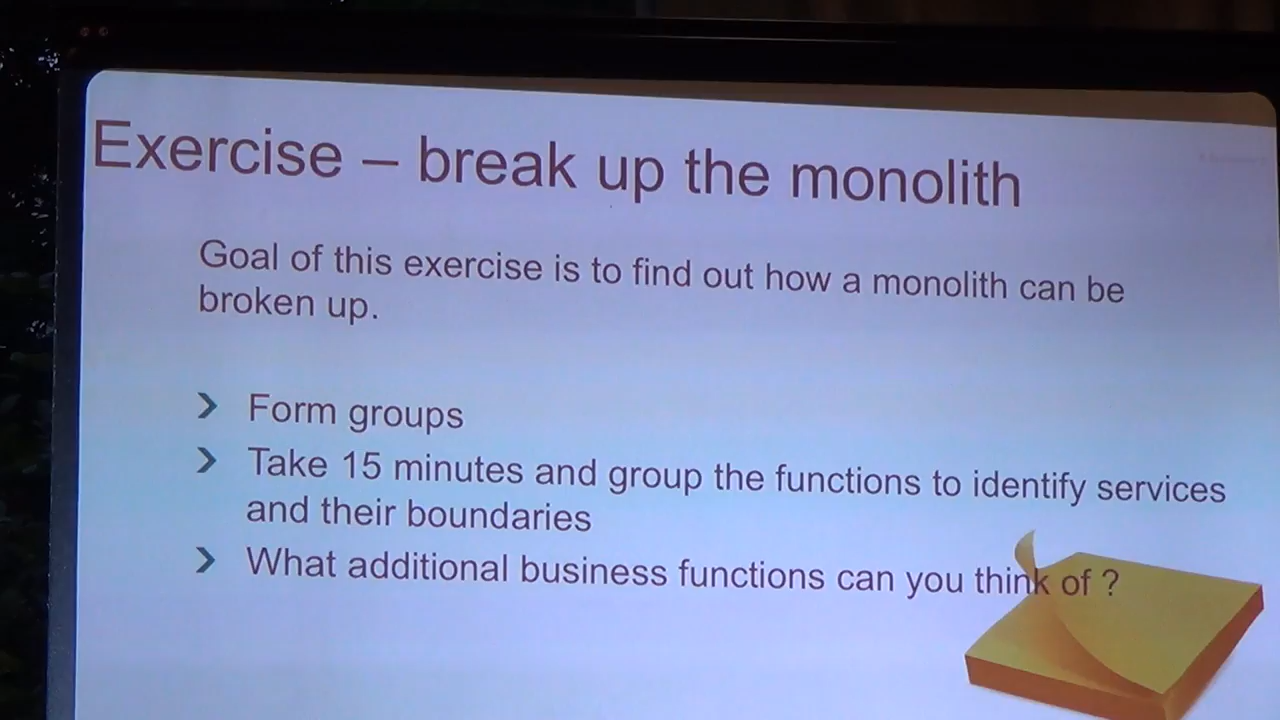 Exercise – break up the monolith
Goal of this exercise is to find out how a monolith can be
broken up.
Form groups
Take 15 minutes and group the functions to identify services
and their boundaries
What additional business functions can you think of ?